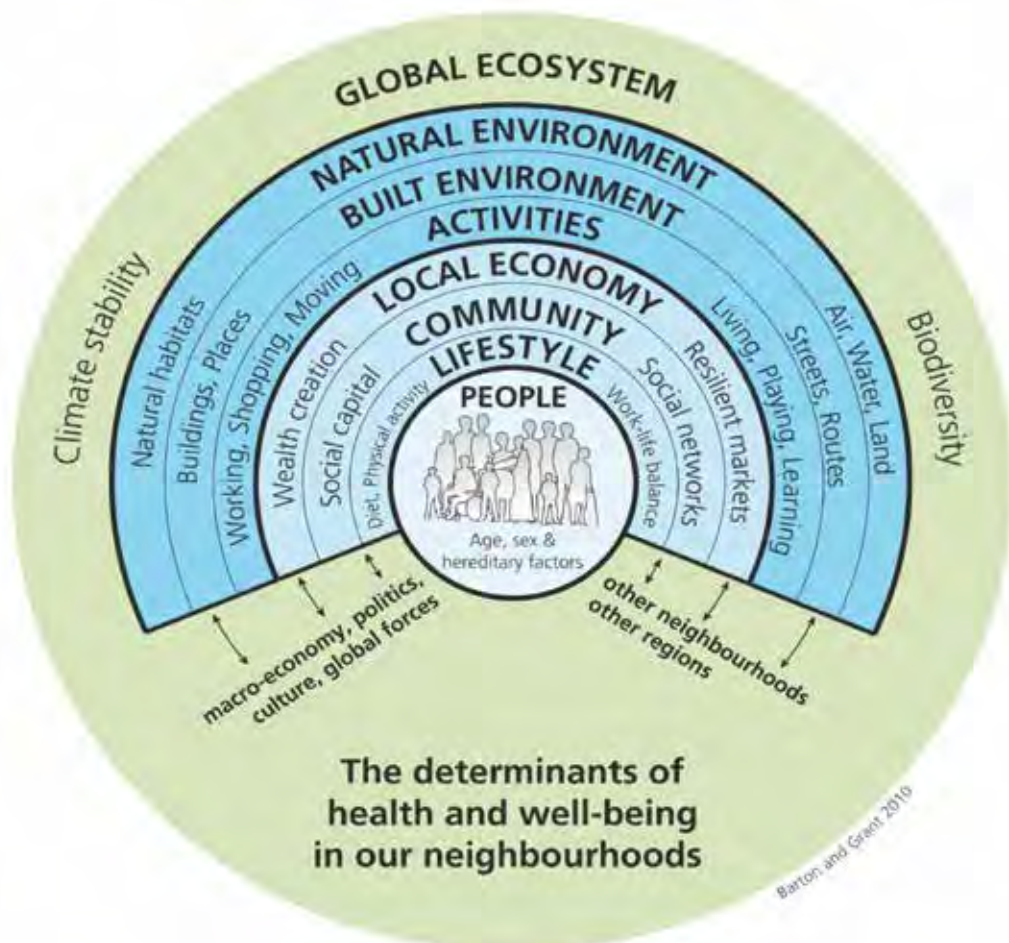 GLOBAL ECOSYSTEM
NATURAL ENVIRONMENT
BUILT ENVIRONMENT
ACTIVITIES
LOCAL ECONOMY
COMMUNITY
LIFESTYLE
PEOPLE
Age, sex &
hereditary factors
Climate stability
Natural habitats
Buildings, Places
Working, Shopping, Moving
Wealth creation
Social capital
Diet, Physical activity
Work-life balance
Social networks
Resilient markets
Living, Playing, Learning
Streets, Routes
Air, Water, Land
Biodiversity
macro-economy, politics,
culture, global forces
other neighbourhoods
other regions
The determinants of
health and well-being
in our neighbourhoods
Barton and Grant 2010